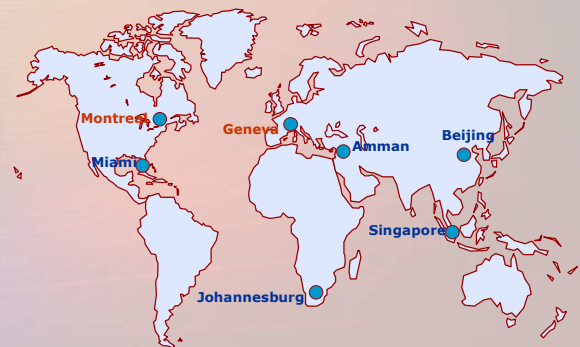 Montreal
Geneva
Beijing
Amman
Miami
Singapore
Johannesburg